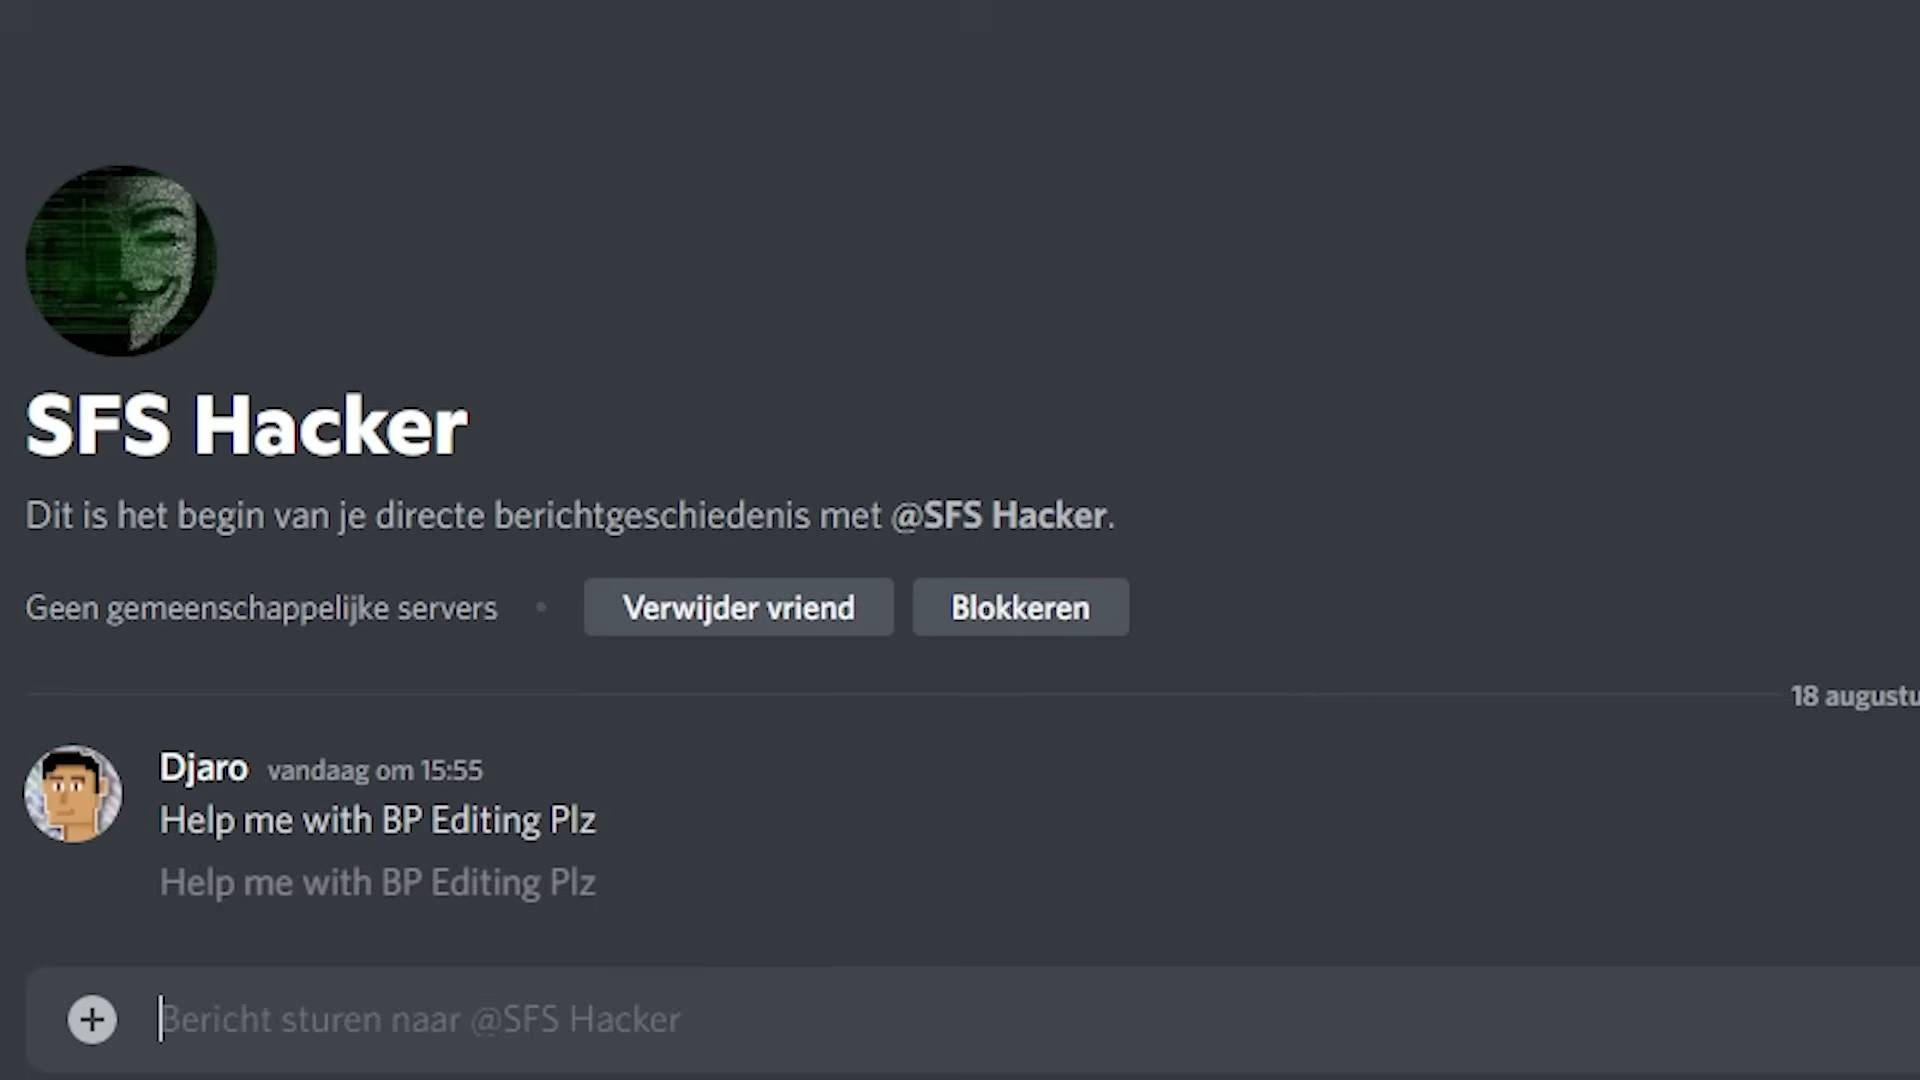 SFS Hacker
Dit is het begin van je directe berichtgeschiedenis met @SFS Hacker.
Geen gemeenschappelijke servers • Verwijder vriend Blokkeren
18 augustu
Djaro vandaag om 15:55
Help me with BP Editing Plz
Help me with BP Editing Plz
Bericht sturen naar @SFS Hacker